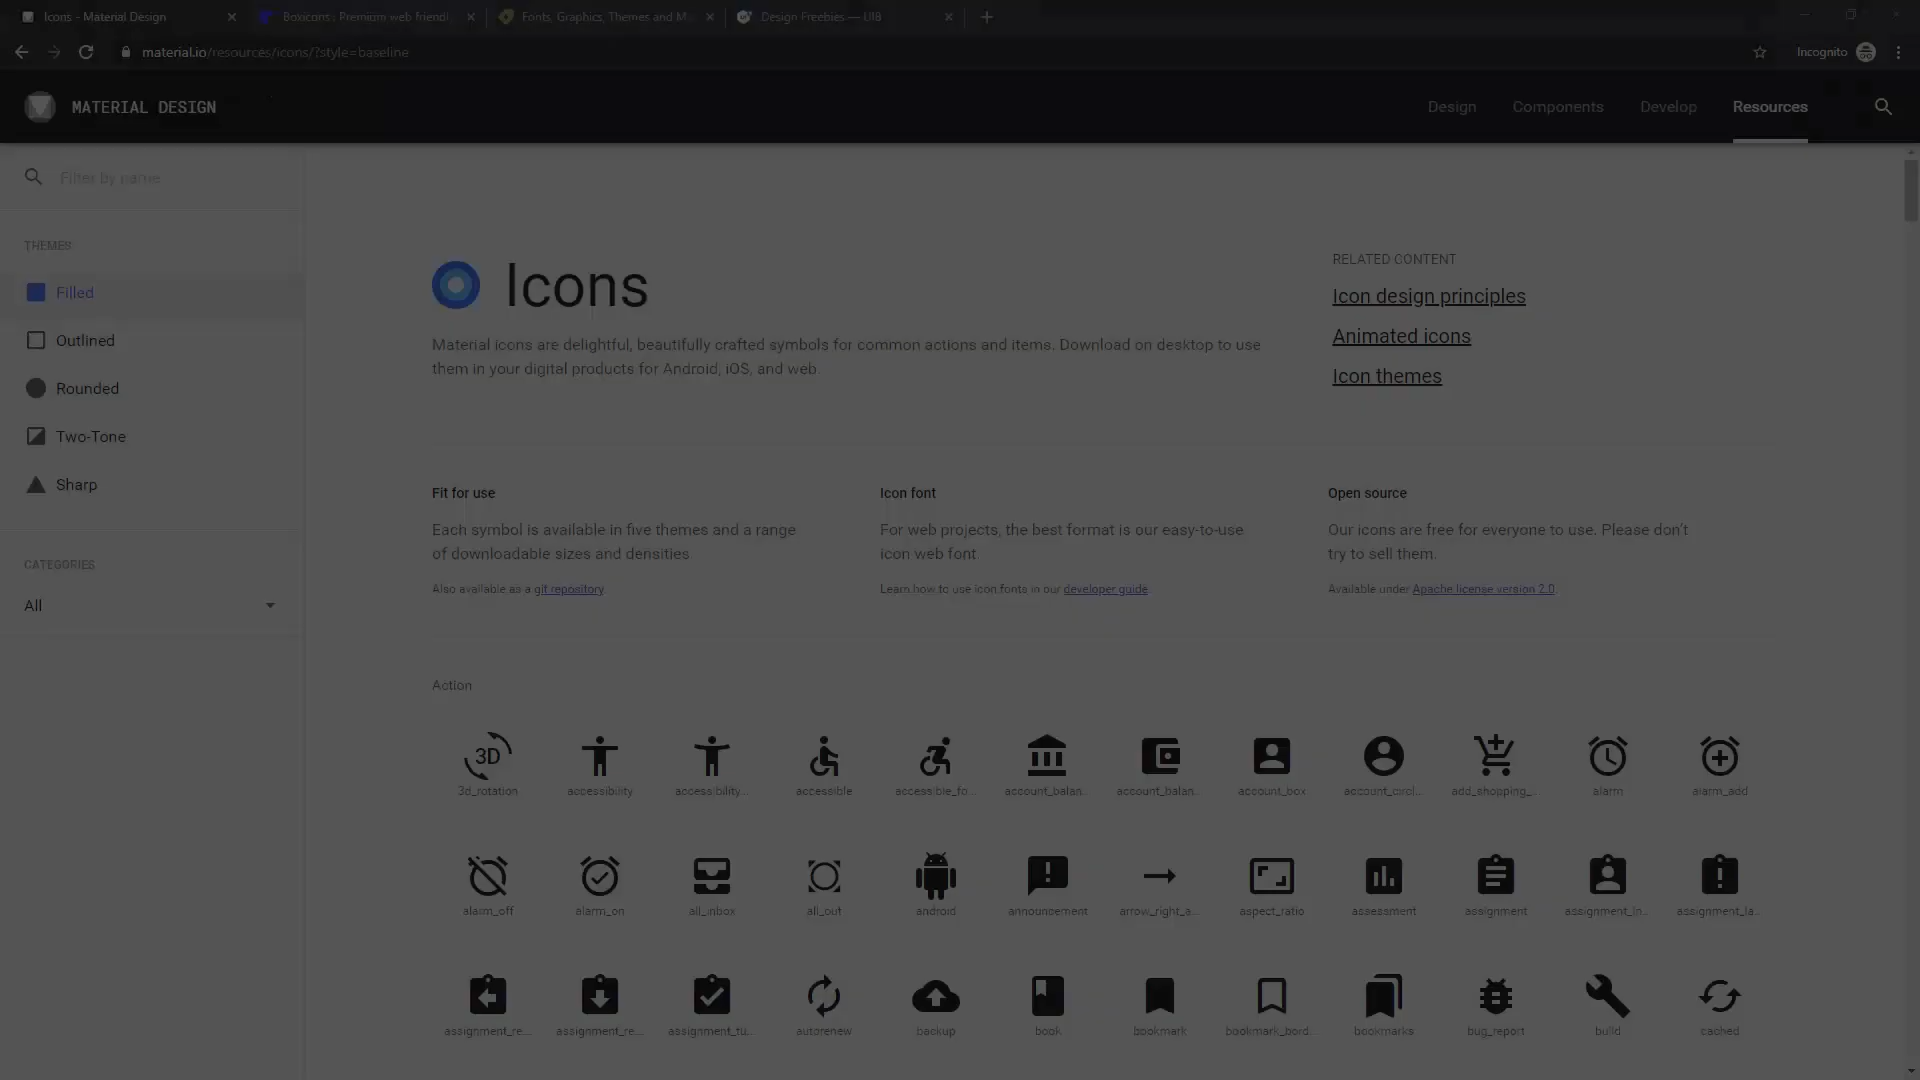 Icons - Material Design
Boxicons : Premium web friendl
Fonts, Graphics, Themes and M
Design Freebies — UI8
material.io/resources/icons/?style=baseline
Incognito
MATERIAL DESIGN
Design
Components
Develop
Resources
Filter by name
THEMES
Filled
Outlined
Rounded
Two-Tone
Sharp
CATEGORIES
All
Icons
Material icons are delightful, beautifully crafted symbols for common actions and items. Download on desktop to use
them in your digital products for Android, iOS, and web.
RELATED CONTENT
Icon design principles
Animated icons
Icon themes
Fit for use
Each symbol is available in five themes and a range
of downloadable sizes and densities
Also available as a git repository.
Icon font
For web projects, the best format is our easy-to-use
icon web font
Learn how to use icon fonts in our developer guide
Open source
Our icons are free for everyone to use. Please don't
try to sell them.
Available under Apache license version 2.0.
Action
3D
3d_rotation
accessibility
accessibility...
accessible
accessible_fo...
account_balan...
account_balan...
account_box
account_circl...
add_shopping_...
alarm
alarm_add
alarm_off
alarm_on
all_inbox
all_out
android
announcement
arrow_right_a...
aspect_ratio
assessment
assignment
assignment_in...
assignment_la...
assignment_re...
assignment_re...
assignment_tu...
autorenew
backup
book
bookmark
bookmark_bord...
bookmarks
bug_report
build
cached